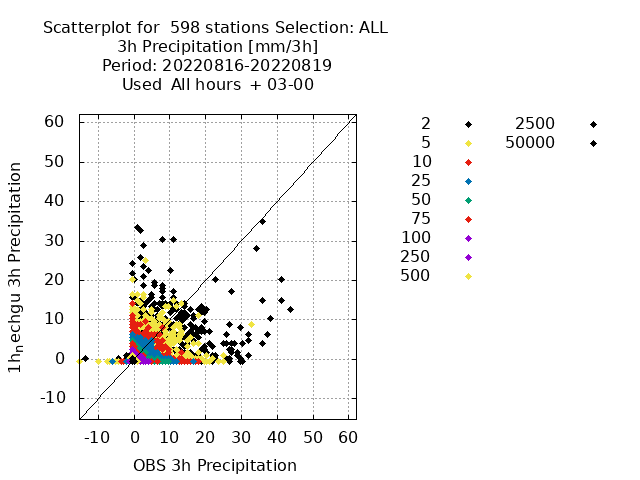 Scatterplot for  598 stations Selection: ALL
3h Precipitation [mm/3h]
Period: 20220816-20220819
Used  All hours  + 03-00
60
50
40
30
20
10
0
-10
1h_nechgu 3h Precipitation
-10 0 10 20 30 40 50 60
OBS 3h Precipitation
2
5
10
25
50
75
100
250
500
2500
50000